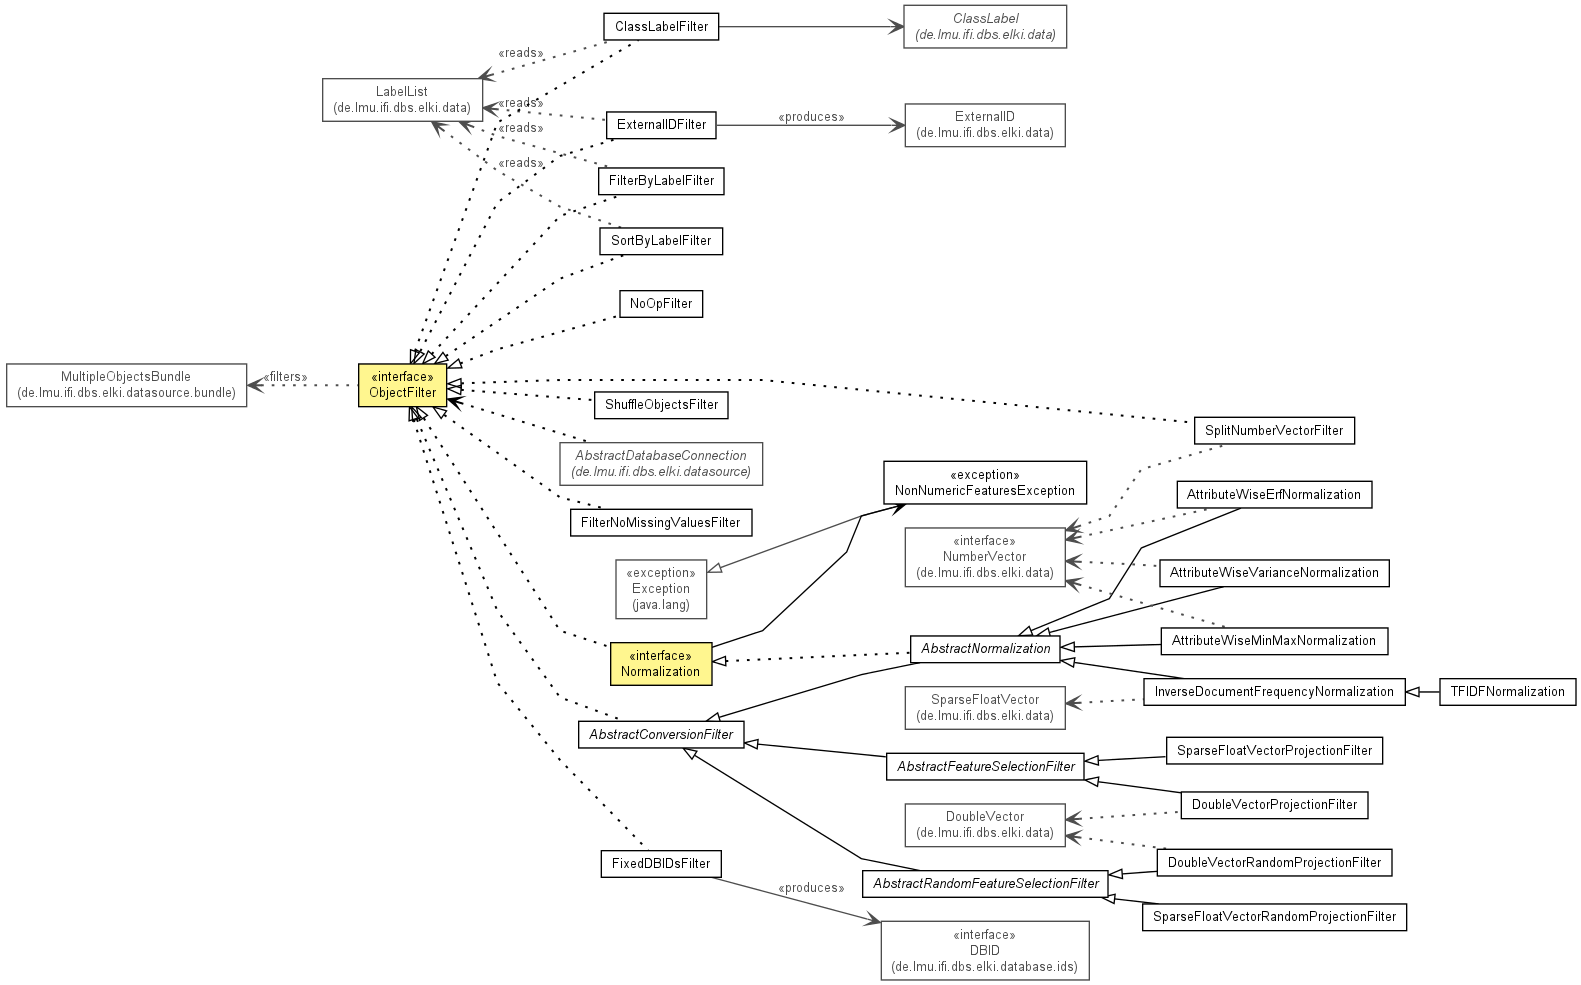 ClassLabelFilter
ClassLabel
(de.lmu.ifi.dbs.elki.data)
«reads»
LabelList
(de.lmu.ifi.dbs.elki.data)
«reads»
ExternalIDFilter
«produces»
ExternalID
(de.lmu.ifi.dbs.elki.data)
«reads»
«reads»
FilterByLabelFilter
SortByLabelFilter
NoOpFilter
MultipleObjectsBundle
(de.lmu.ifi.dbs.elki.datasource.bundle)
«filters»
«interface»
ObjectFilter
ShuffleObjectsFilter
SplitNumberVectorFilter
AbstractDatabaseConnection
(de.lmu.ifi.dbs.elki.datasource)
«exception»
NonNumericFeaturesException
AttributeWiseErfNormalization
FilterNoMissingValuesFilter
«interface»
NumberVector
(de.lmu.ifi.dbs.elki.data)
«exception»
Exception
(java.lang)
AttributeWiseVarianceNormalization
AttributeWiseMinMaxNormalization
«interface»
Normalization
AbstractNormalization
InverseDocumentFrequencyNormalization
TFIDFNormalization
SparseFloatVector
(de.lmu.ifi.dbs.elki.data)
AbstractConversionFilter
SparseFloatVectorProjectionFilter
AbstractFeatureSelectionFilter
DoubleVectorProjectionFilter
DoubleVector
(de.lmu.ifi.dbs.elki.data)
FixedDBIDsFilter
DoubleVectorRandomProjectionFilter
AbstractRandomFeatureSelectionFilter
«produces»
SparseFloatVectorRandomProjectionFilter
«interface»
DBID
(de.lmu.ifi.dbs.elki.database.ids)